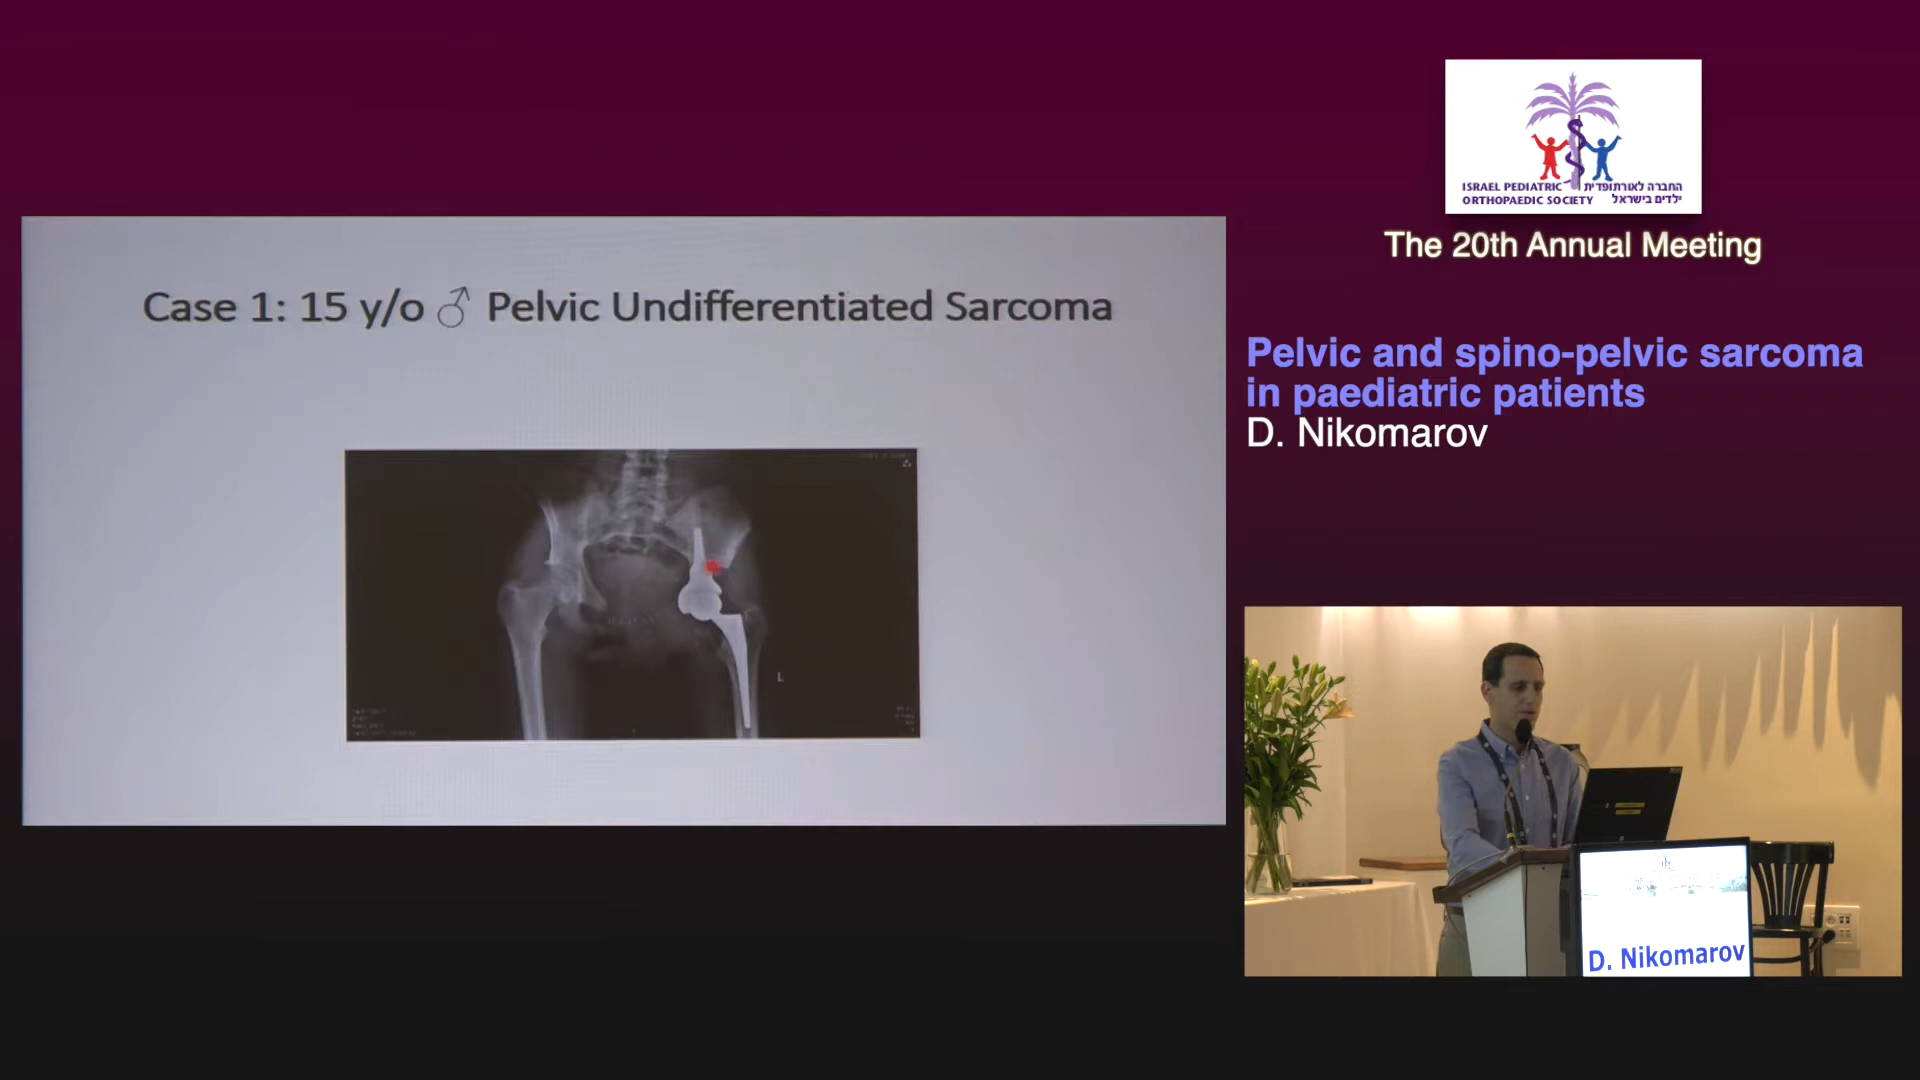 Case 1: 15 y/o ♂ Pelvic Undifferentiated Sarcoma
L
ISRAEL PEDIATRIC
ORTHOPAEDIC SOCIETY
החברה לאורתופדית
ילדים בישראל
The 20th Annual Meeting
Pelvic and spino-pelvic sarcoma
in paediatric patients
D. Nikomarov
D. Nikomarov